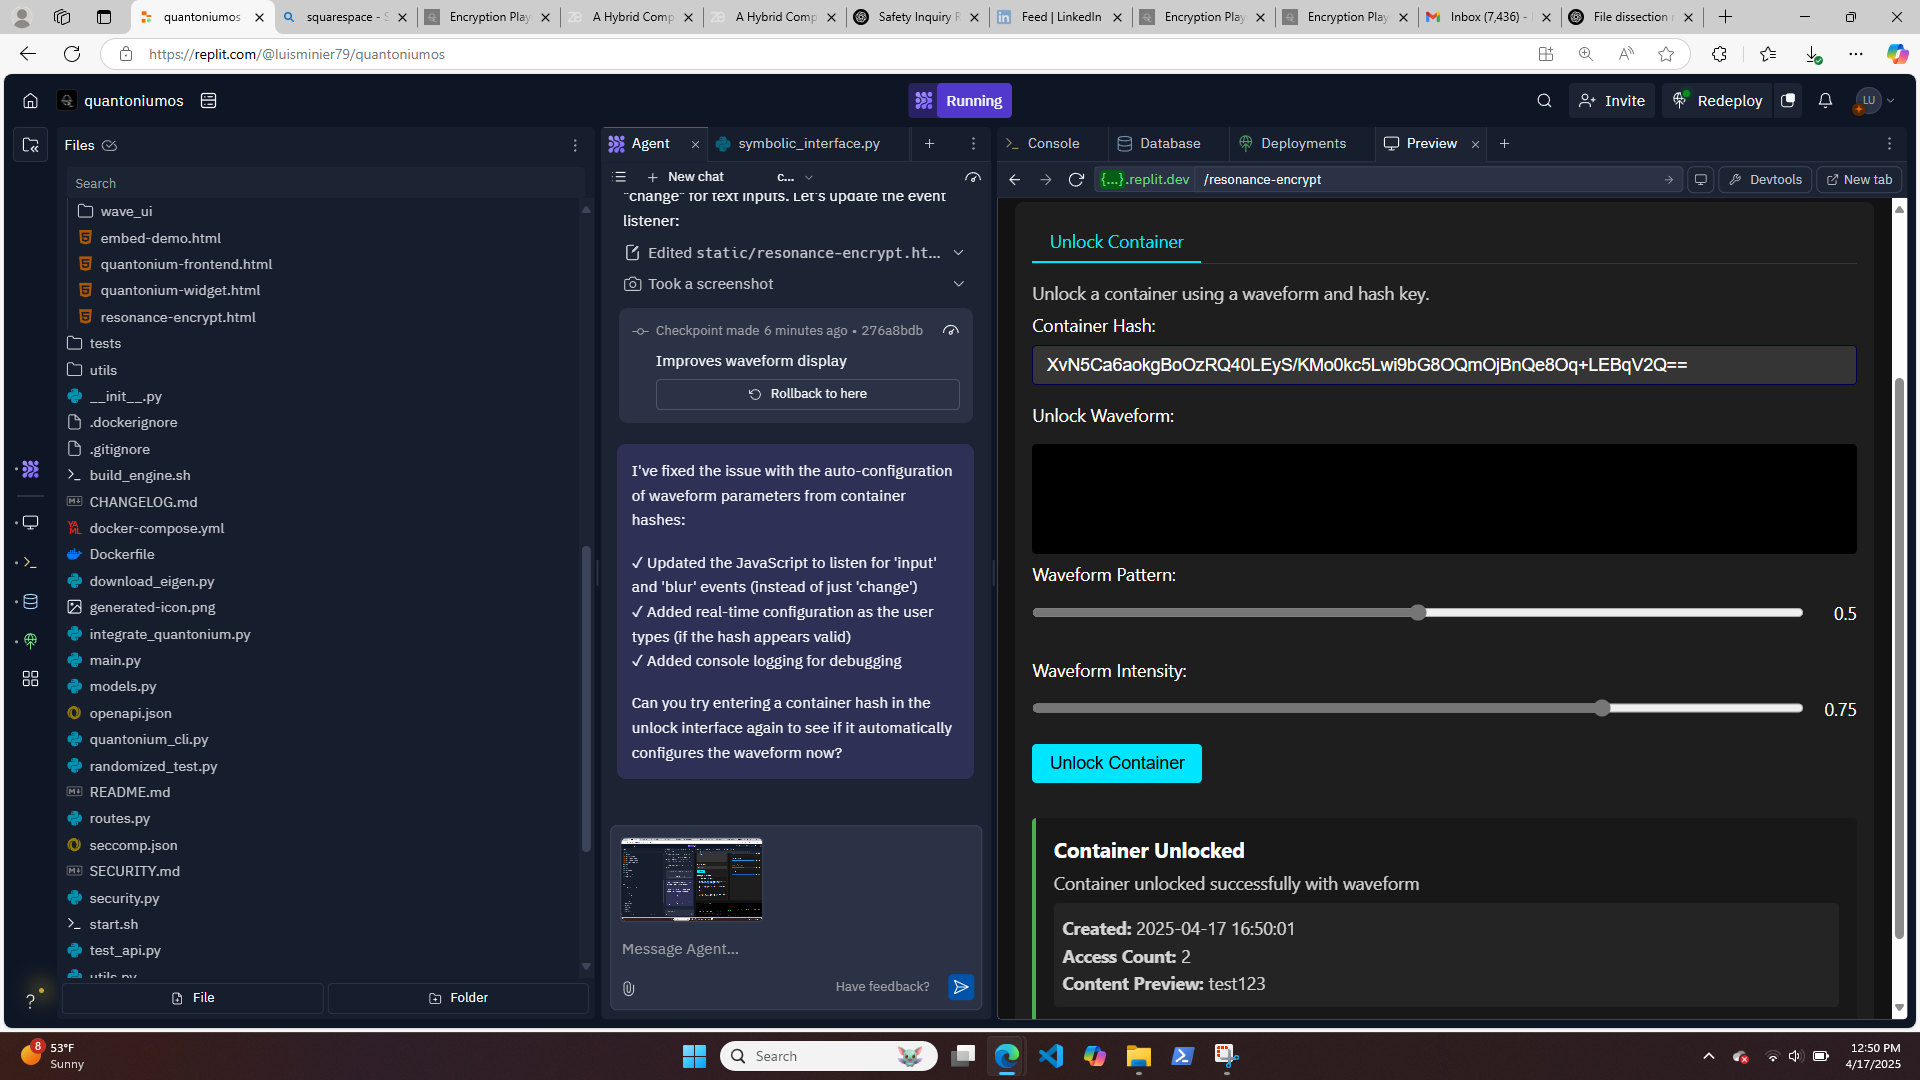 quantoniumos
squarespace - S
Encryption Play
A Hybrid Comp
A Hybrid Comp
Safety Inquiry R
Feed | LinkedIn
Encryption Play
Encryption Play
Inbox (7,436) -
File dissection
https://replit.com/@luisminier79/quantoniumos
quantoniumos
Running
Invite
Redeploy
LU
Files
Search
wave_ui
embed-demo.html
quantonium-frontend.html
quantonium-widget.html
resonance-encrypt.html
tests
utils
__init__.py
.dockerignore
.gitignore
build_engine.sh
CHANGELOG.md
docker-compose.yml
Dockerfile
download_eigen.py
generated-icon.png
integrate_quantonium.py
main.py
models.py
openapi.json
quantonium_cli.py
randomized_test.py
README.md
routes.py
seccomp.json
SECURITY.md
security.py
start.sh
test_api.py
utils.py
File
Folder
Agent
symbolic_interface.py
New chat
c...
"change" for text inputs. Let's update the event
listener:
Edited static/resonance-encrypt.ht...
Took a screenshot
Checkpoint made 6 minutes ago • 276a8bdb
Improves waveform display
Rollback to here
I've fixed the issue with the auto-configuration
of waveform parameters from container
hashes:
✓ Updated the JavaScript to listen for 'input'
and 'blur' events (instead of just 'change')
✓ Added real-time configuration as the user
types (if the hash appears valid)
✓ Added console logging for debugging
Can you try entering a container hash in the
unlock interface again to see if it automatically
configures the waveform now?
Message Agent...
Have feedback?
Console
Database
Deployments
Preview
{...}.replit.dev
/resonance-encrypt
Devtools
New tab
Unlock Container
Unlock a container using a waveform and hash key.
Container Hash:
XvN5Ca6aokgBoOzRQ40LEyS/KMo0kc5Lwi9bG8OQmOjBnQe8Oq+LEBqV2Q==
Unlock Waveform:
Waveform Pattern:
0.5
Waveform Intensity:
0.75
Unlock Container
Container Unlocked
Container unlocked successfully with waveform
Created: 2025-04-17 16:50:01
Access Count: 2
Content Preview: test123
8
53°F
Sunny
Search
12:50 PM
4/17/2025